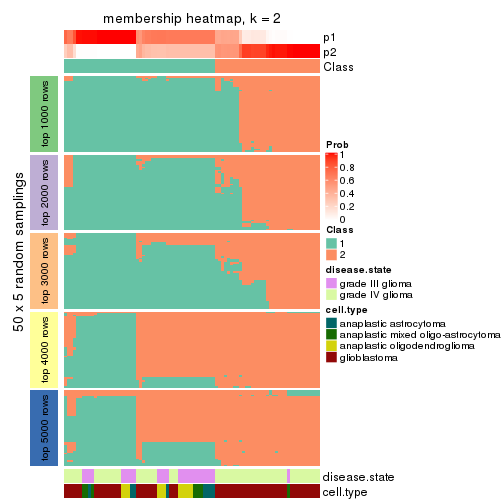 membership heatmap, k = 2
p1
p2
Class
50 x 5 random samplings
top 1000 rows
top 2000 rows
top 3000 rows
top 4000 rows
top 5000 rows
Prob
1
0.8
0.6
0.4
0.2
0
Class
1
2
disease.state
grade III glioma
grade IV glioma
cell.type
anaplastic astrocytoma
anaplastic mixed oligo-astrocytoma
anaplastic oligodendroglioma
glioblastoma
disease.state
cell.type